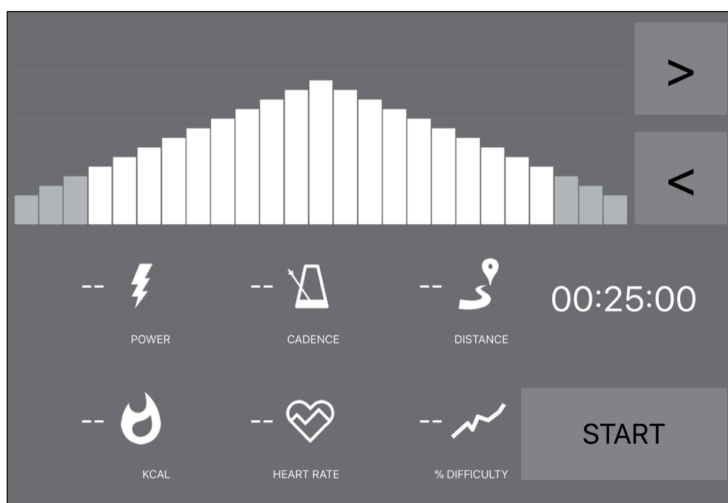 >
<
-- -- -- 00:25:00
POWER CADENCE DISTANCE
-- -- -- START
KCAL HEART RATE % DIFFICULTY